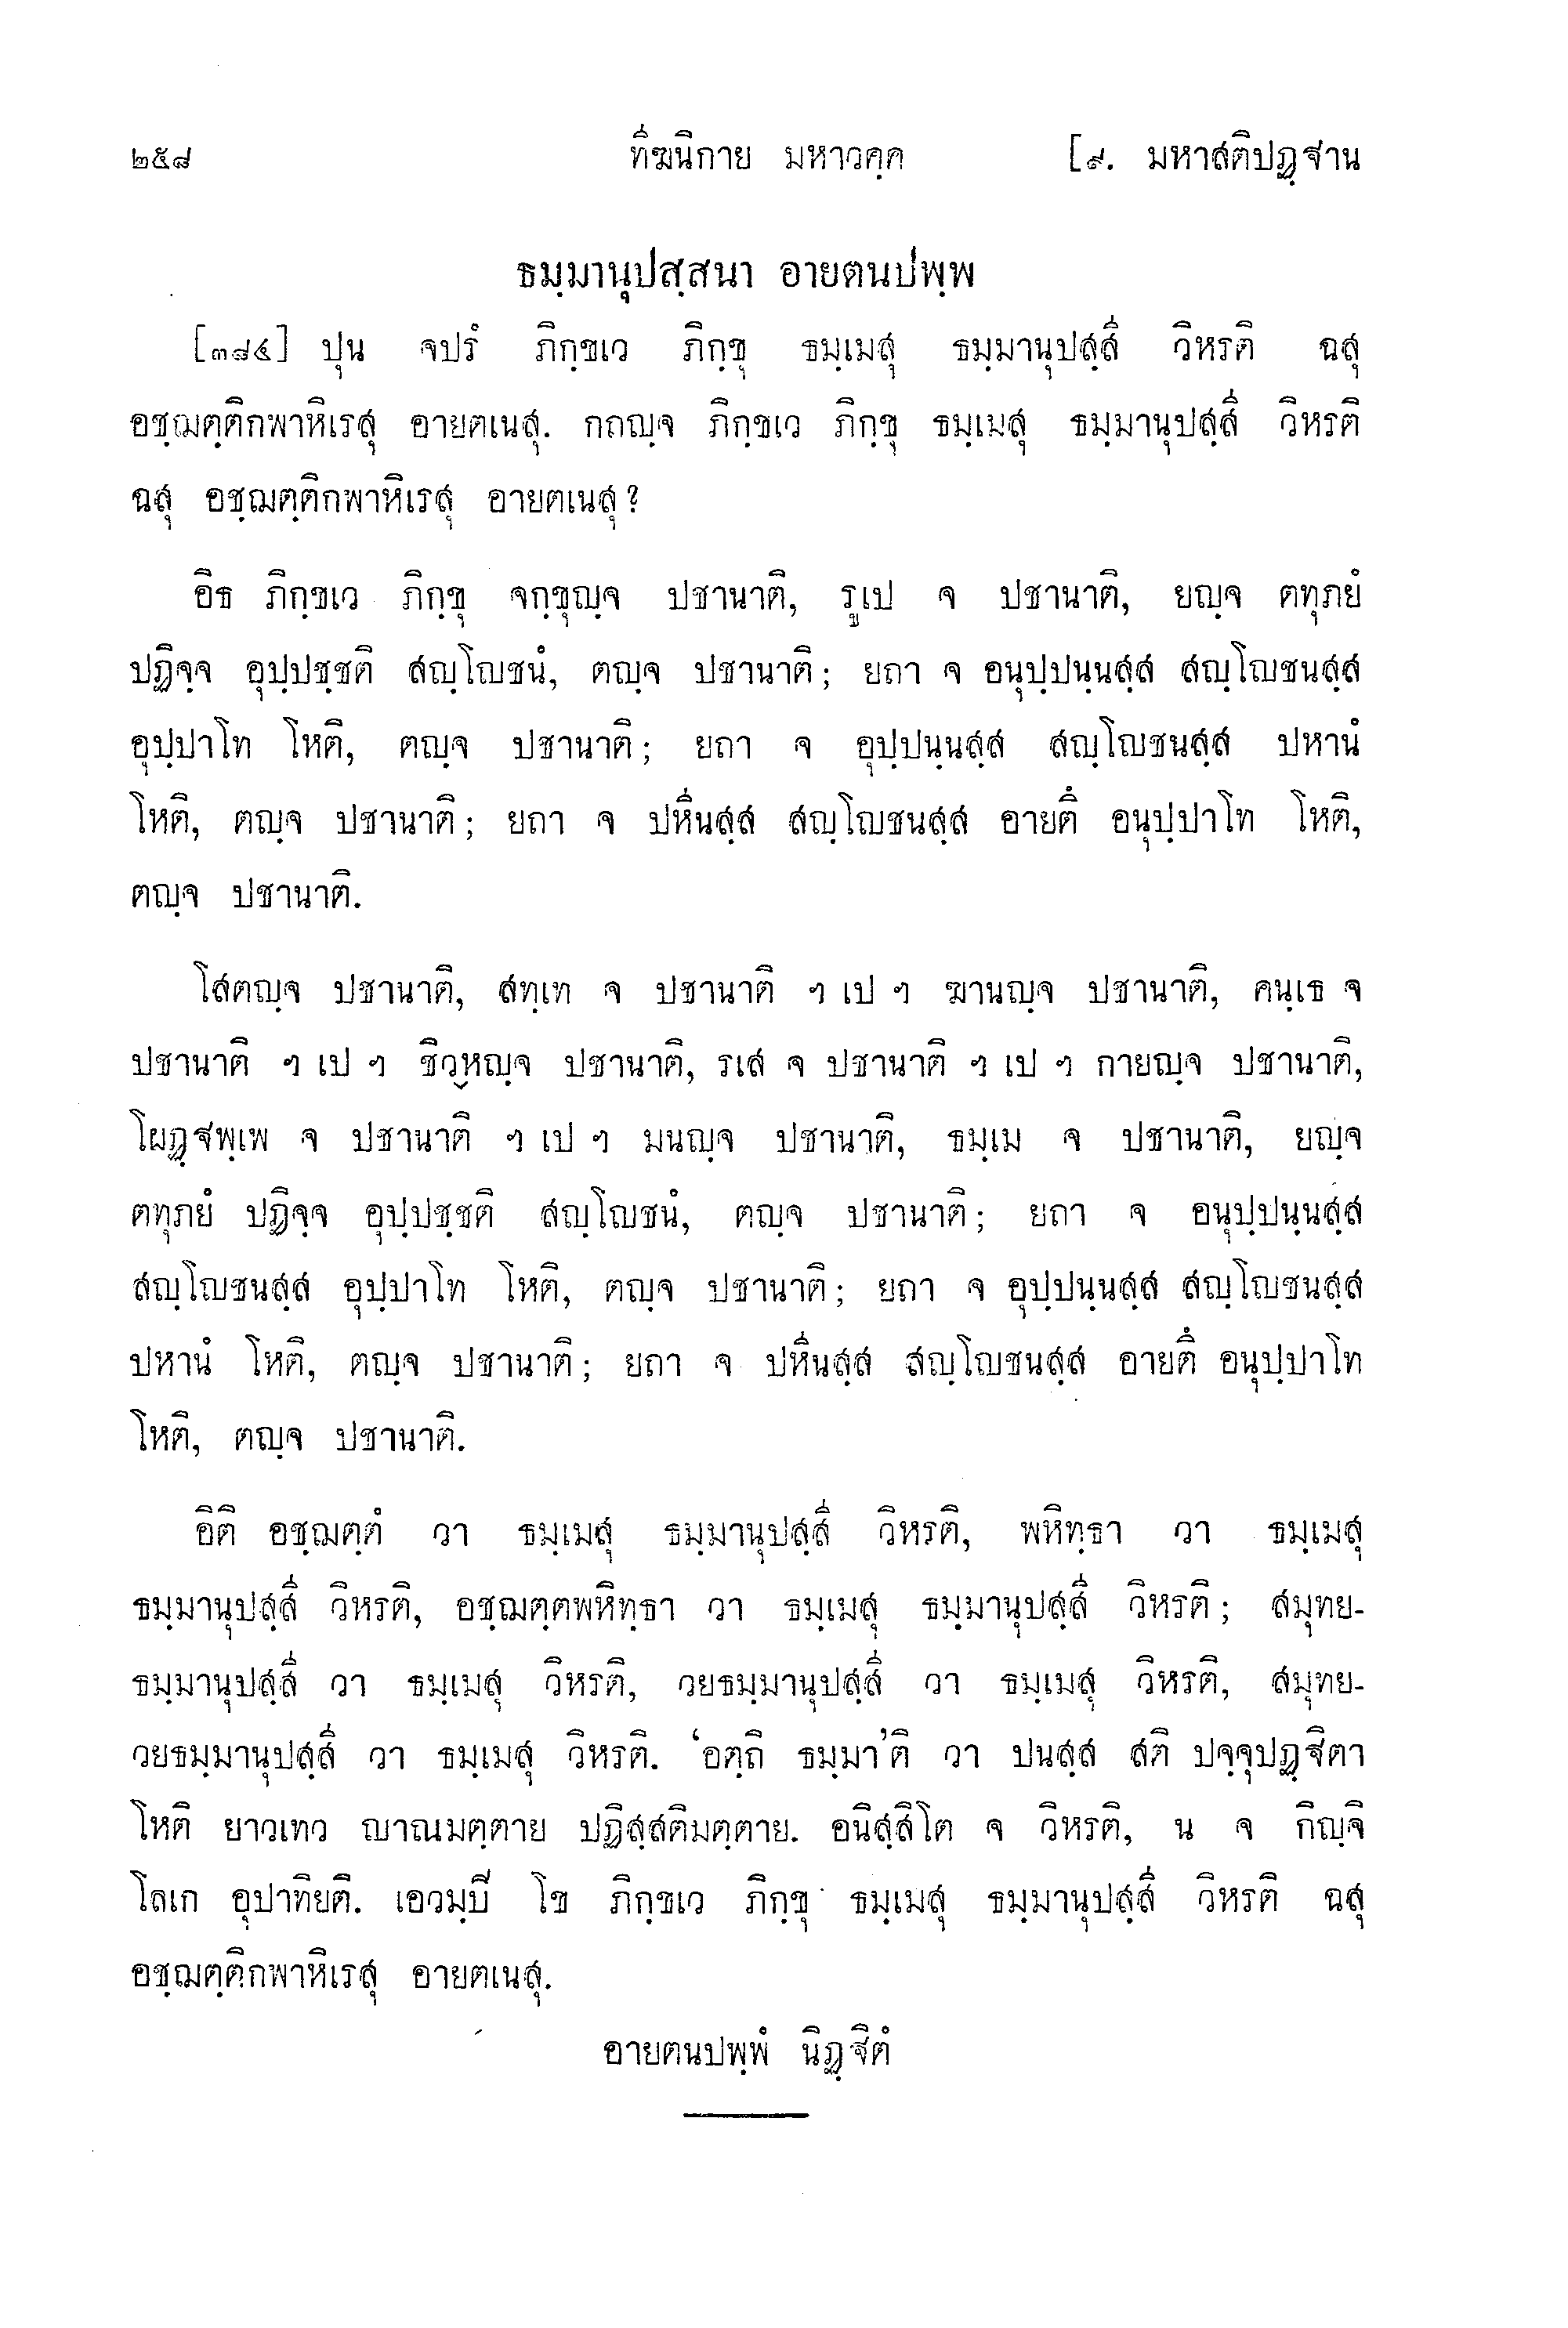 ๒๕๘ ทีฆนิกาย มหาวคฺค [๙. มหาสติปฏฺฐาน
ธมฺมานุปสฺสนา อายตนปพฺพ
[๓๘๔] ปุน จปรํ ภิกฺขเว ภิกฺขุ ธมฺเมสุ ธมฺมานุปสฺสี วิหรติ ฉสุ
อชฺฌตฺติกพาหิเรสุ อายตเนสุ. กถญฺจ ภิกฺขเว ภิกฺขุ ธมฺเมสุ ธมฺมานุปสฺสี วิหรติ
ฉสุ อชฺฌตฺติกพาหิเรสุ อายตเนสุ?
อิธ ภิกฺขเว ภิกฺขุ จกฺขุญฺจ ปชานาติ, รูเป จ ปชานาติ, ยญฺจ ตทุภยํ
ปฏิจฺจ อุปฺปชฺชติ สญฺโญชนํ, ตญฺจ ปชานาติ; ยถา จ อนุปฺปนฺนสฺส สญฺโญชนสฺส
อุปฺปาโท โหติ, ตญฺจ ปชานาติ; ยถา จ อุปฺปนฺนสฺส สญฺโญชนสฺส ปหานํ
โหติ, ตญฺจ ปชานาติ; ยถา จ ปหีนสฺส สญฺโญชนสฺส อายตึ อนุปฺปาโท โหติ,
ตญฺจ ปชานาติ.
โสตญฺจ ปชานาติ, สทฺเท จ ปชานาติ ฯ เป ฯ ฆานญฺจ ปชานาติ, คนฺเธ จ
ปชานาติ ฯ เป ฯ ชิวฺหญฺจ ปชานาติ, รเส จ ปชานาติ ฯ เป ฯ กายญฺจ ปชานาติ,
โผฏฺฐพฺเพ จ ปชานาติ ฯ เป ฯ มนญฺจ ปชานาติ, ธมฺเม จ ปชานาติ, ยญฺจ
ตทุภยํ ปฏิจฺจ อุปฺปชฺชติ สญฺโญชนํ, ตญฺจ ปชานาติ; ยถา จ อนุปฺปนฺนสฺส
สญฺโญชนสฺส อุปฺปาโท โหติ, ตญฺจ ปชานาติ; ยถา จ อุปฺปนฺนสฺส สญฺโญชนสฺส
ปหานํ โหติ, ตญฺจ ปชานาติ; ยถา จ ปหีนสฺส สญฺโญชนสฺส อายตึ อนุปฺปาโท
โหติ, ตญฺจ ปชานาติ.
อิติ อชฺฌตฺตํ วา ธมฺเมสุ ธมฺมานุปสฺสี วิหรติ, พหิทฺธา วา ธมฺเมสุ
ธมฺมานุปสฺสี วิหรติ, อชฺฌตฺตพหิทฺธา วา ธมฺเมสุ ธมฺมานุปสฺสี วิหรติ; สมุทย-
ธมฺมานุปสฺสี วา ธมฺเมสุ วิหรติ, วยธมฺมานุปสฺสี วา ธมฺเมสุ วิหรติ, สมุทย-
วยธมฺมานุปสฺสี วา ธมฺเมสุ วิหรติ. ‘อตฺถิ ธมฺมา’ติ วา ปนสฺส สติ ปจฺจุปฏฺฐิตา
โหติ ยาวเทว ญาณมตฺตาย ปฏิสฺสติมตฺตาย. อนิสฺสิโต จ วิหรติ, น จ กิญฺจิ
โลเก อุปาทิยติ. เอวมฺปิ โข ภิกฺขเว ภิกฺขุ ธมฺเมสุ ธมฺมานุปสฺสี วิหรติ ฉสุ
อชฺฌตฺติกพาหิเรสุ อายตเนสุ.
อายตนปพฺพํ นิฏฺฐิตํ